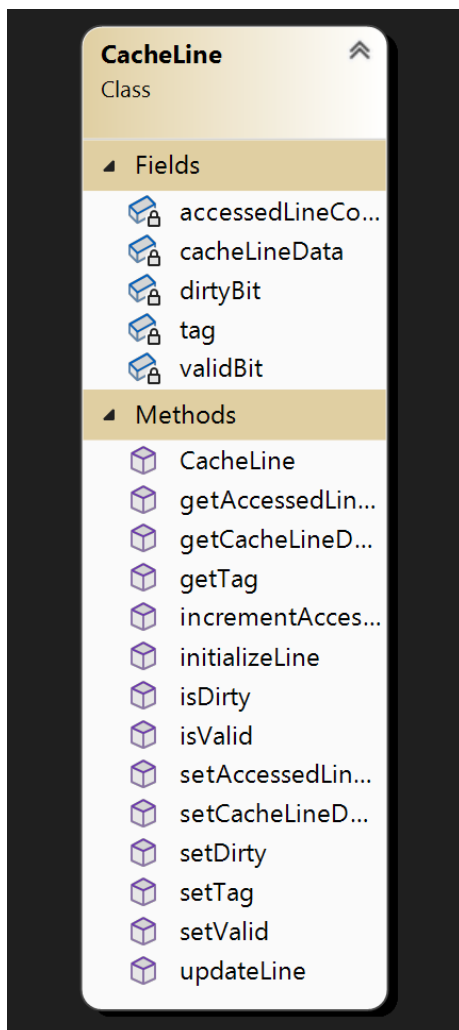 CacheLine
Class
Fields
accessedLineCo...
cacheLineData
dirtyBit
tag
validBit
Methods
CacheLine
getAccessedLin...
getCacheLineD...
getTag
incrementAcces...
initializeLine
isDirty
isValid
setAccessedLin...
setCacheLineD...
setDirty
setTag
setValid
updateLine